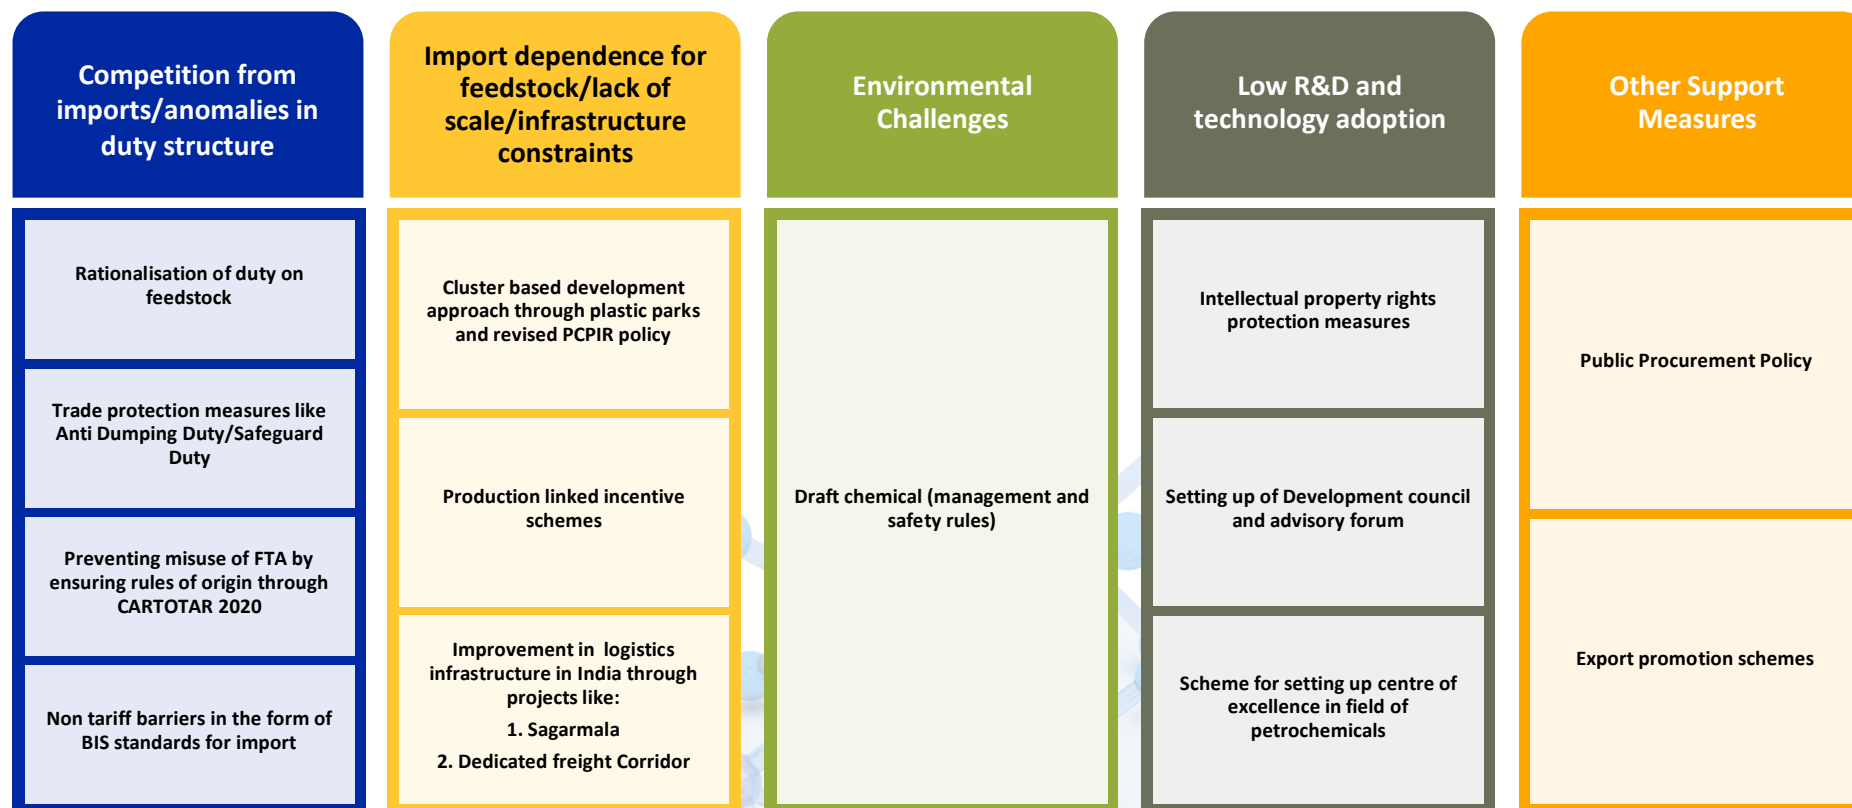 Competition from
imports/anomalies in
duty structure
Rationalisation of duty on
feedstock
Trade protection measures like
Anti Dumping Duty/Safeguard
Duty
Preventing misuse of FTA by
ensuring rules of origin through
CARTOTAR 2020
Non tariff barriers in the form of
BIS standards for import
Import dependence for
feedstock/lack of
scale/infrastructure
constraints
Cluster based development
approach through plastic parks
and revised PCPIR policy
Production linked incentive
schemes
Improvement in logistics
infrastructure in India through
projects like:
1. Sagarmala
2. Dedicated freight Corridor
Environmental
Challenges
Draft chemical (management and
safety rules)
Low R&D and
technology adoption
Intellectual property rights
protection measures
Setting up of Development council
and advisory forum
Scheme for setting up centre of
excellence in field of
petrochemicals
Other Support
Measures
Public Procurement Policy
Export promotion schemes